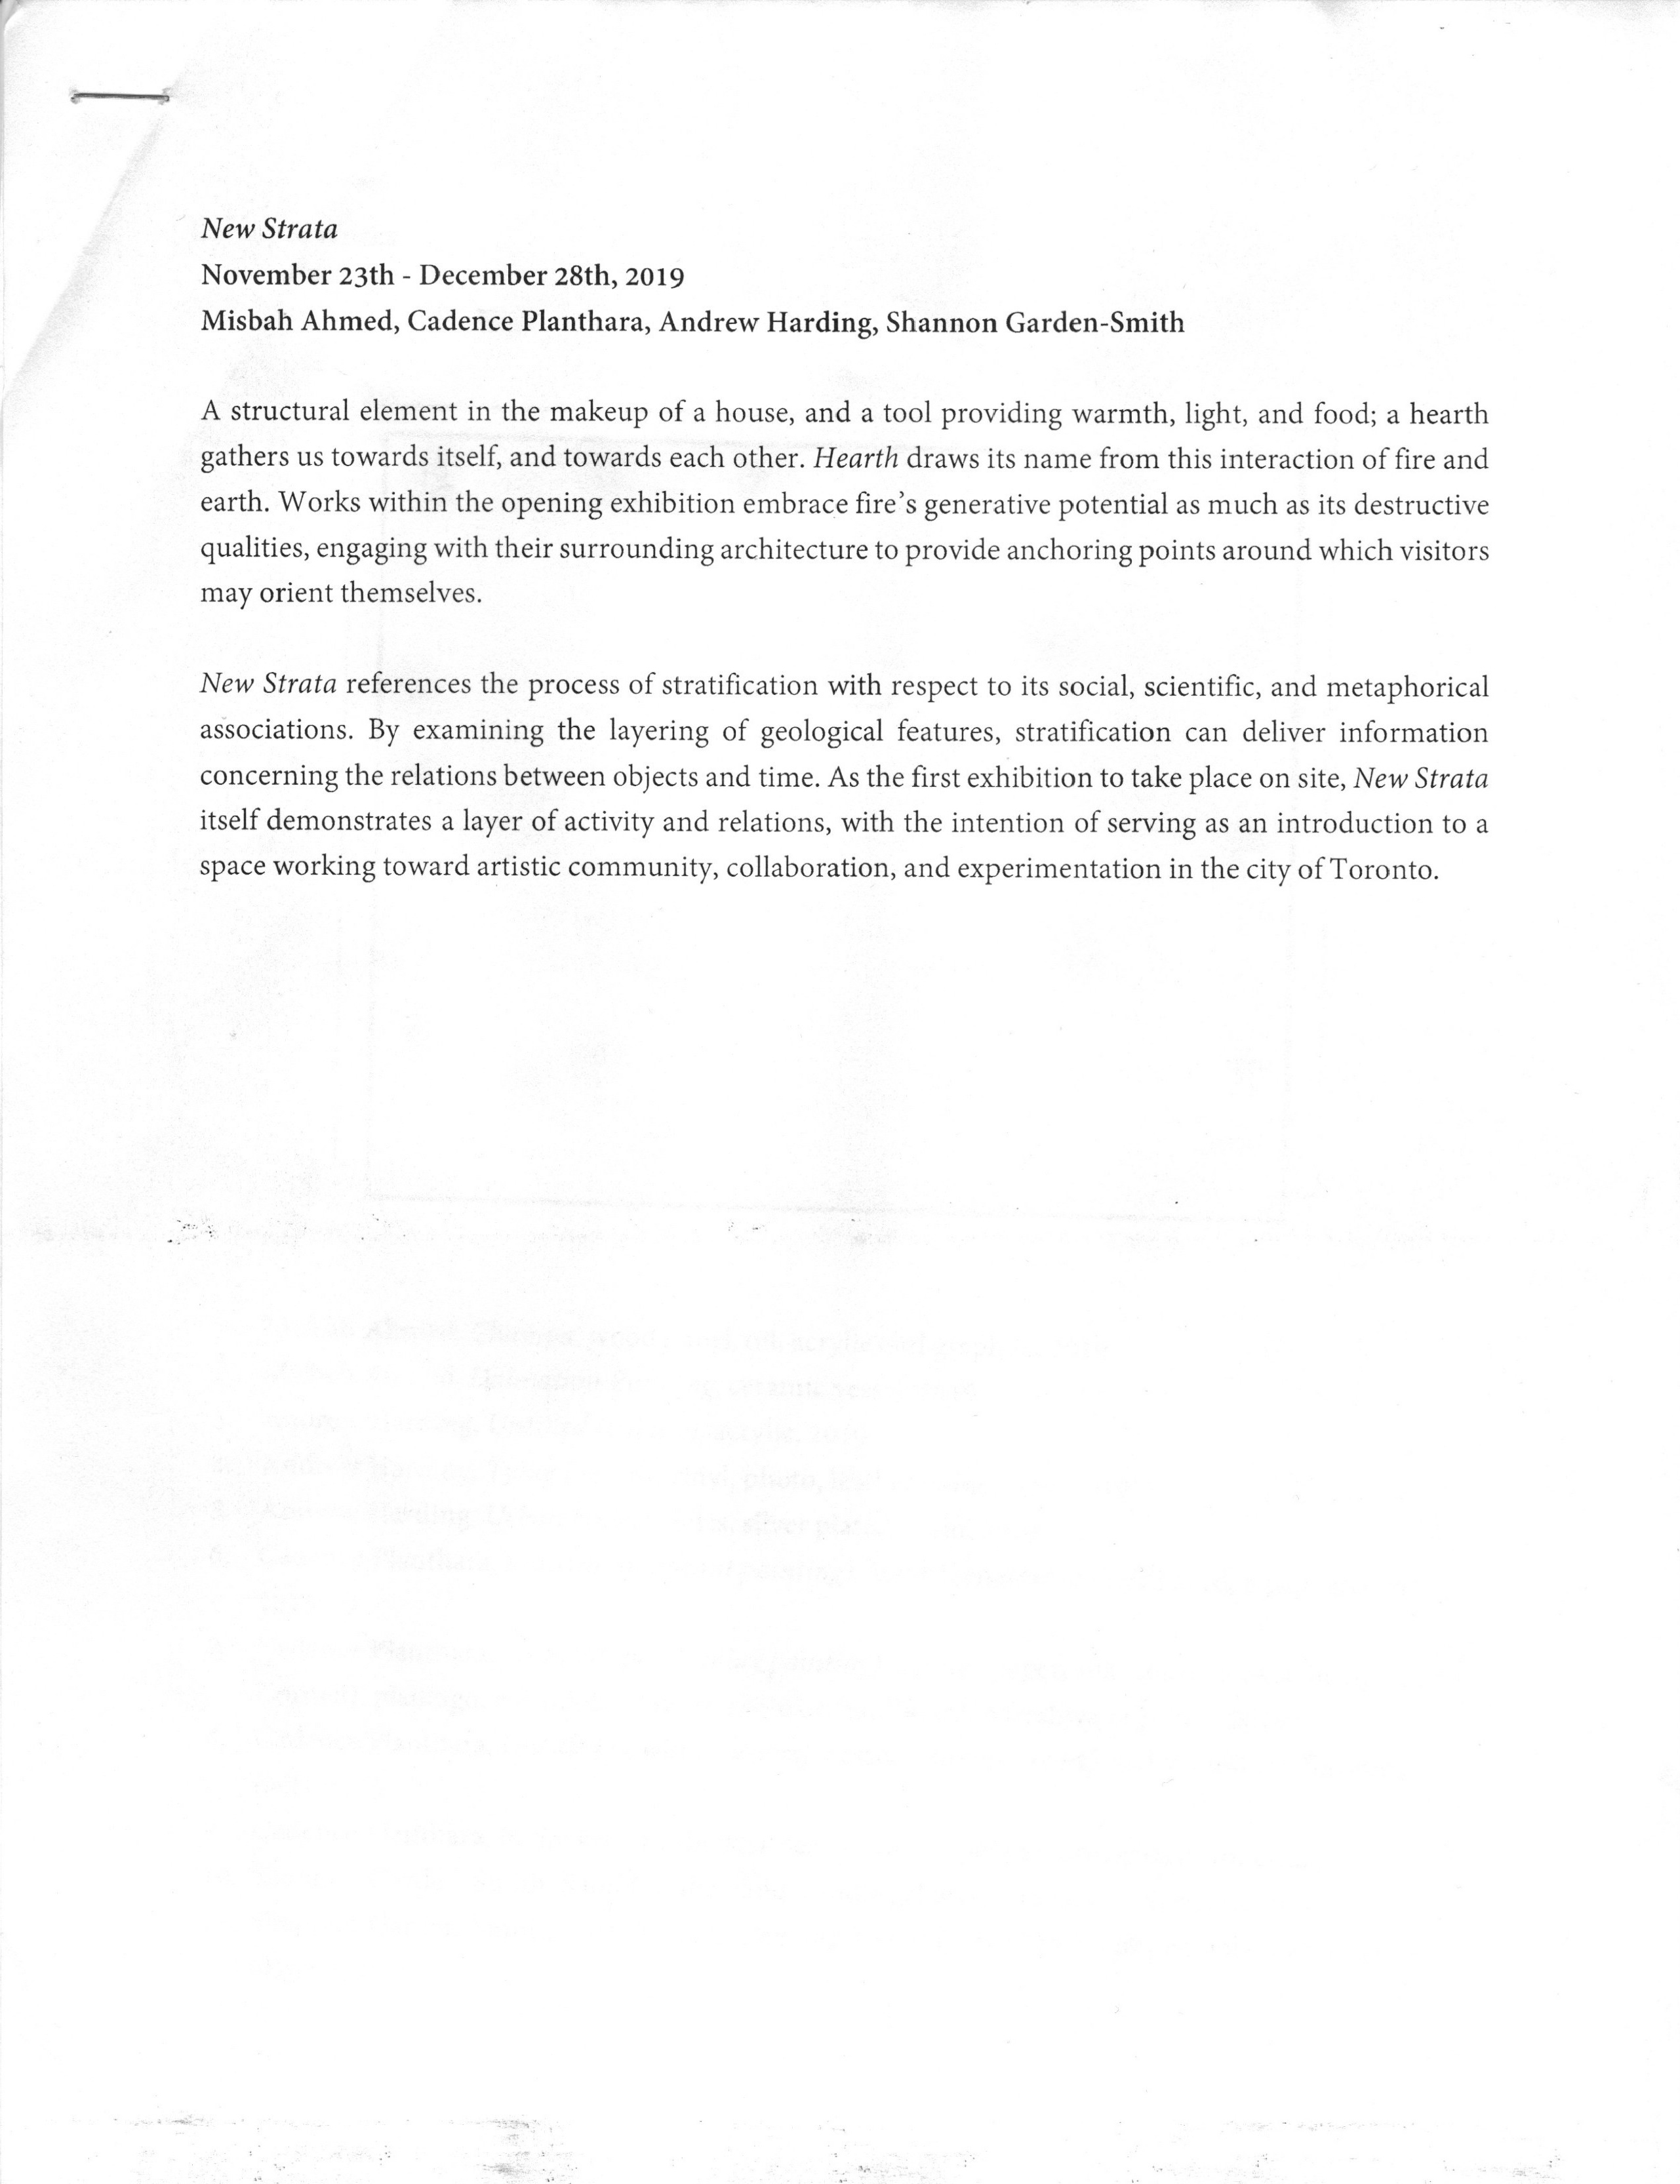 New Strata
November 23th - December 28th, 2019
Misbah Ahmed, Cadence Planthara, Andrew Harding, Shannon Garden-Smith
A structural element in the makeup of a house, and a tool providing warmth, light, and food; a hearth
gathers us towards itself, and towards each other. Hearth draws its name from this interaction of fire and
earth. Works within the opening exhibition embrace fire’s generative potential as much as its destructive
qualities, engaging with their surrounding architecture to provide anchoring points around which visitors
may orient themselves.
New Strata references the process of stratification with respect to its social, scientific, and metaphorical
associations. By examining the layering of geological features, stratification can deliver information
concerning the relations between objects and time. As the first exhibition to take place on site, New Strata
itself demonstrates a layer of activity and relations, with the intention of serving as an introduction to a
space working toward artistic community, collaboration, and experimentation in the city of Toronto.